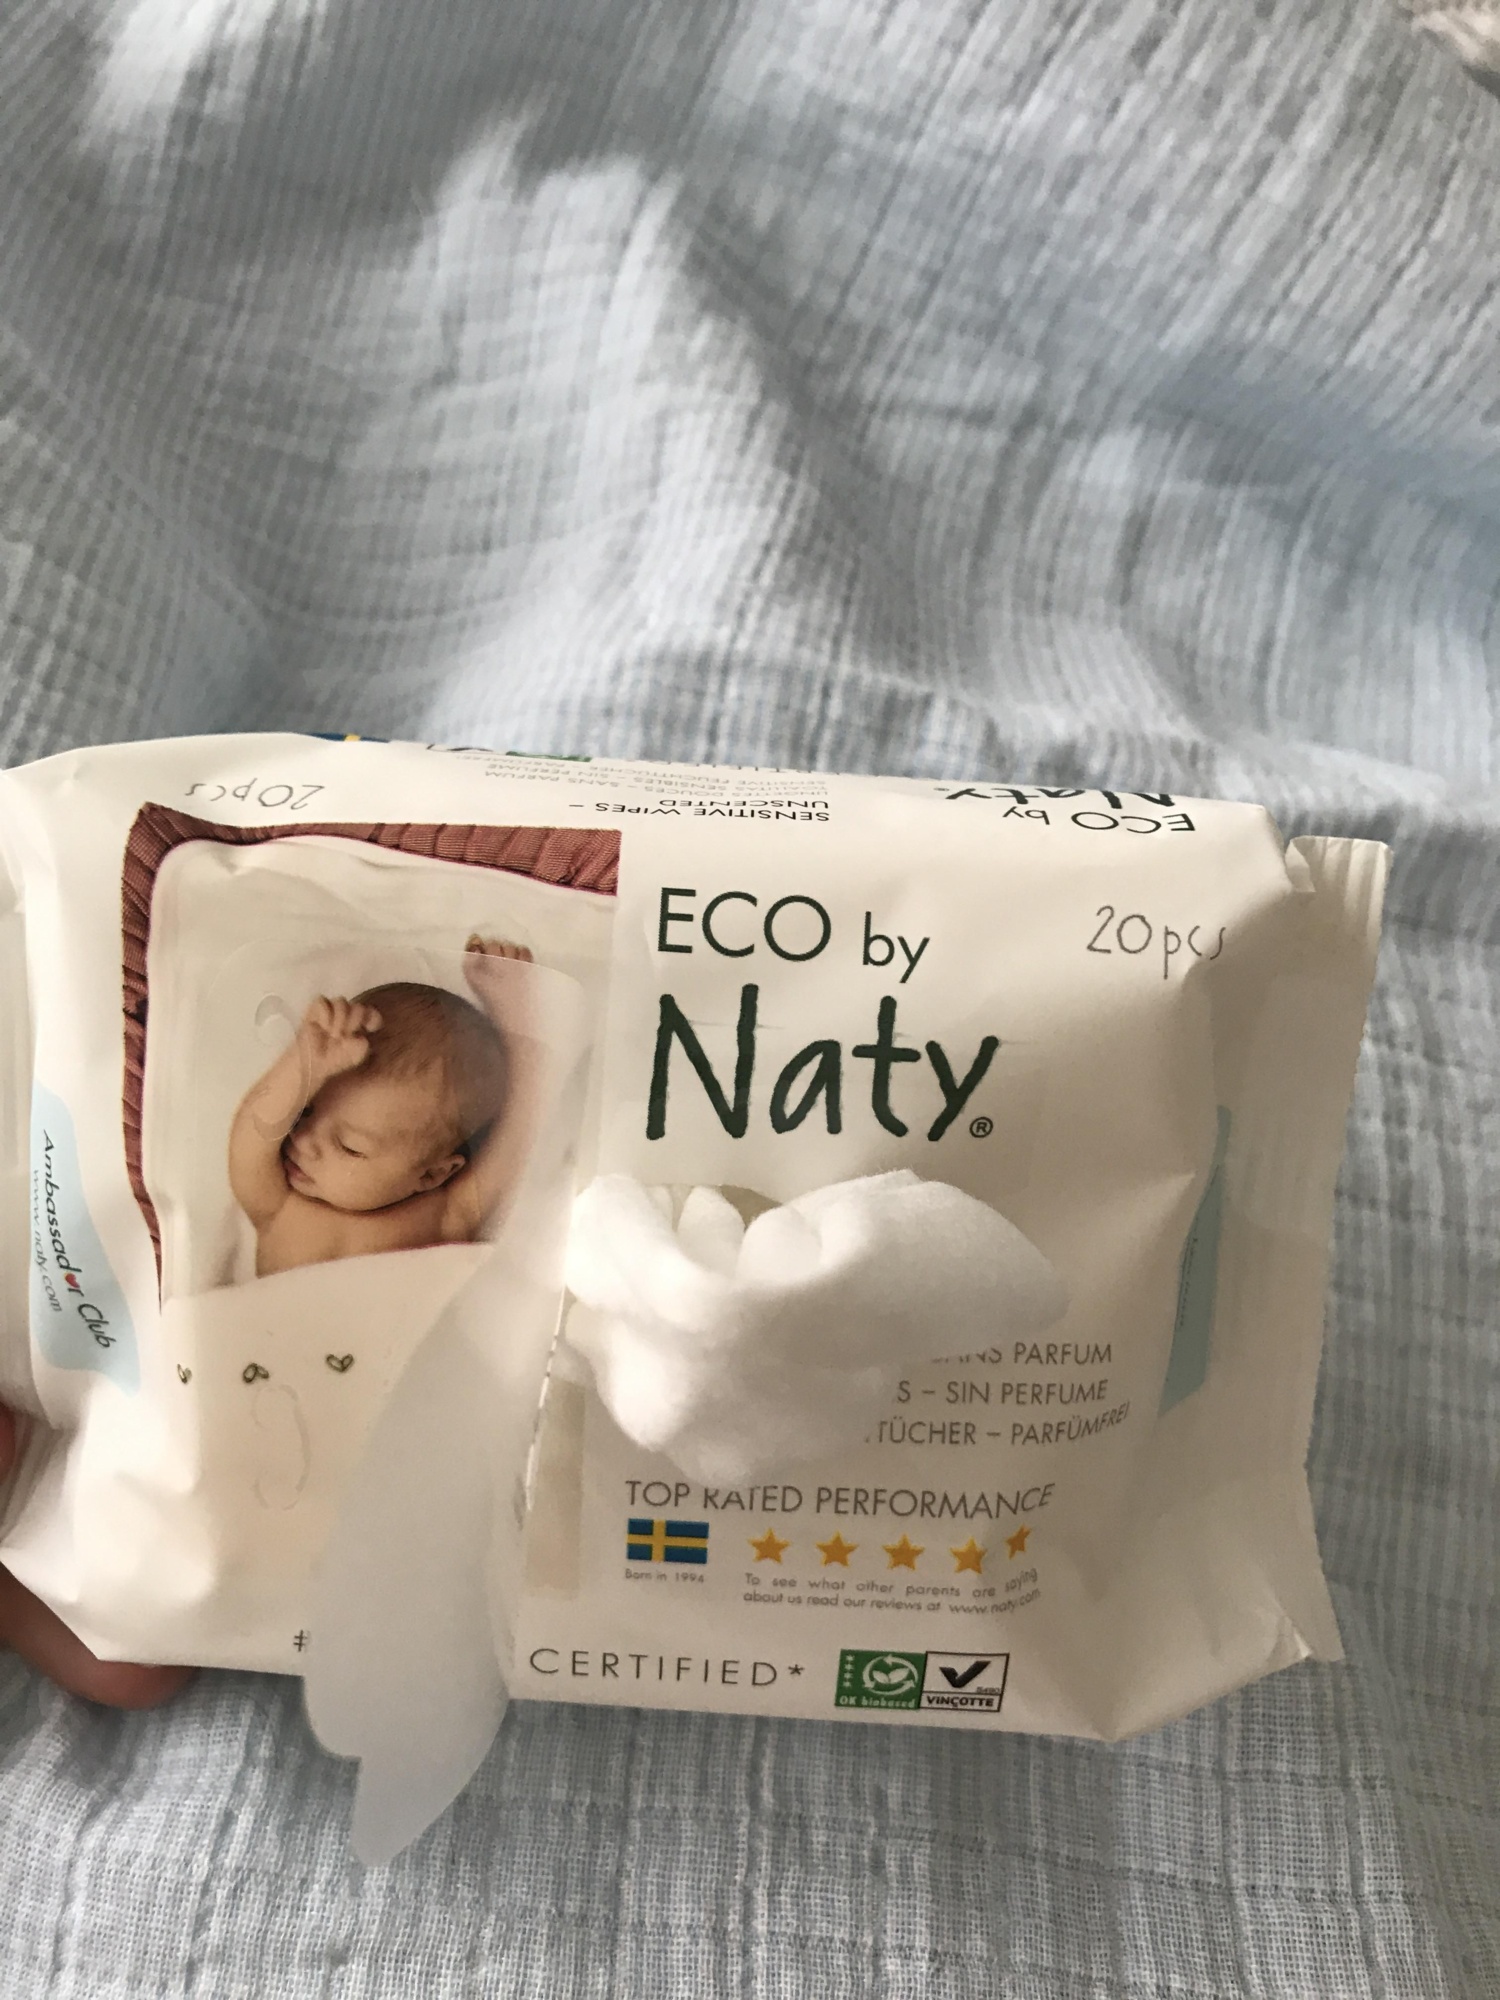 20pcs
SENSITIVE WIPES –
UNSCENTED
ECO by
Naty®
ECO by
Naty®
20pcs
Ambassador Club
www.naty.com
SANS PARFUM
S – SIN PERFUME
TÜCHER – PARFÜMFREI
TOP RATED PERFORMANCE
Born in 1994
To see what other parents are saying
about us read our reviews at www.naty.com
#
CERTIFIED*
OK biobased
VINÇOTTE